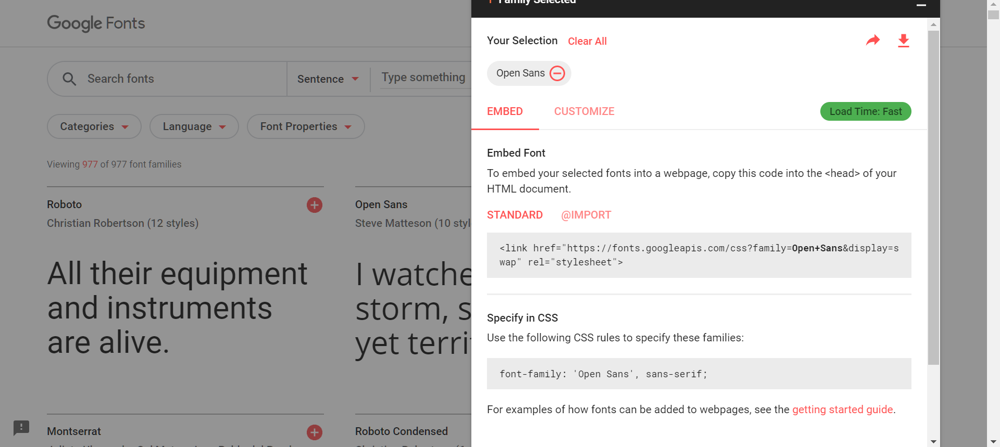 Google Fonts
Search fonts
Sentence
Type something
Categories
Language
Font Properties
Viewing 977 of 977 font families
Roboto
Christian Robertson (12 styles)
All their equipment
and instruments
are alive.
Open Sans
Steve Matteson (10 styl
I watche
storm, s
yet terri
Montserrat
Roboto Condensed
Family Selected
Your Selection Clear All
Open Sans
EMBED CUSTOMIZE
Load Time: Fast
Embed Font
To embed your selected fonts into a webpage, copy this code into the <head> of your
HTML document.
STANDARD @IMPORT
<link href="https://fonts.googleapis.com/css?family=Open+Sans&display=s
wap" rel="stylesheet">
Specify in CSS
Use the following CSS rules to specify these families:
font-family: 'Open Sans', sans-serif;
For examples of how fonts can be added to webpages, see the getting started guide.